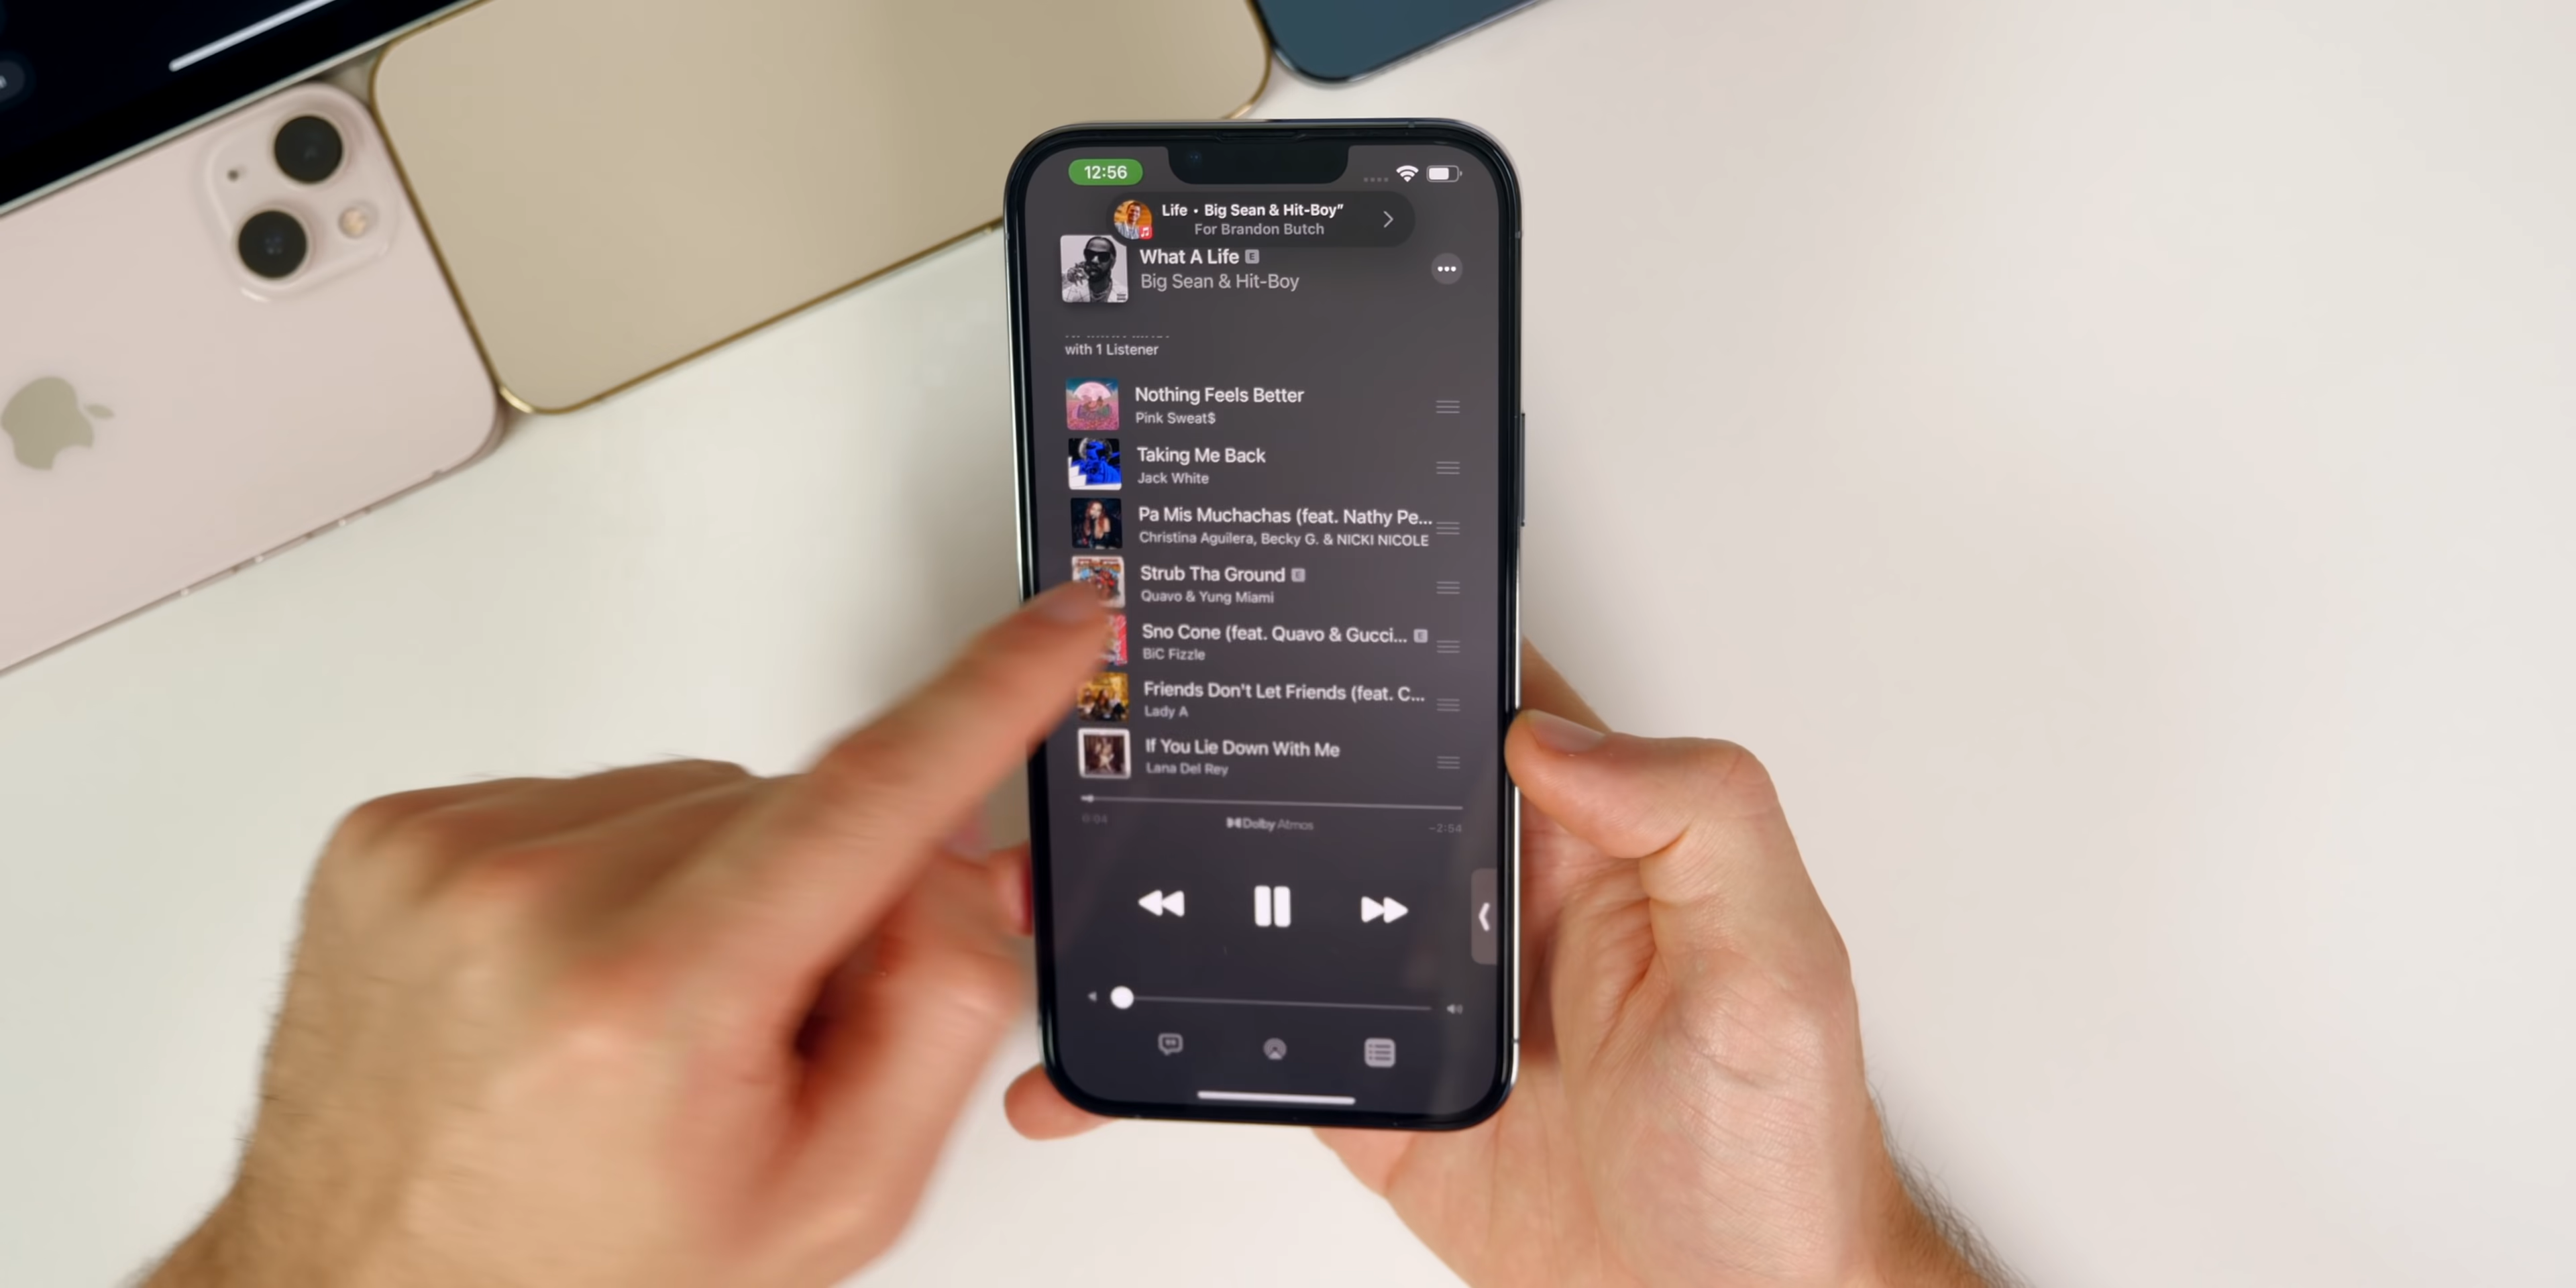 12:56
Life • Big Sean & Hit-Boy”
For Brandon Butch
What A Life E
Big Sean & Hit-Boy
with 1 Listener
Nothing Feels Better
Pink Sweat$
Taking Me Back
Jack White
Pa Mis Muchachas (feat. Nathy Pe...
Christina Aguilera, Becky G. & NICKI NICOLE
Strub Tha Ground E
Quavo & Yung Miami
Sno Cone (feat. Quavo & Gucci... E
BiC Fizzle
Friends Don't Let Friends (feat. C...
Lady A
If You Lie Down With Me
Lana Del Rey
0:04 Dolby Atmos -2:54